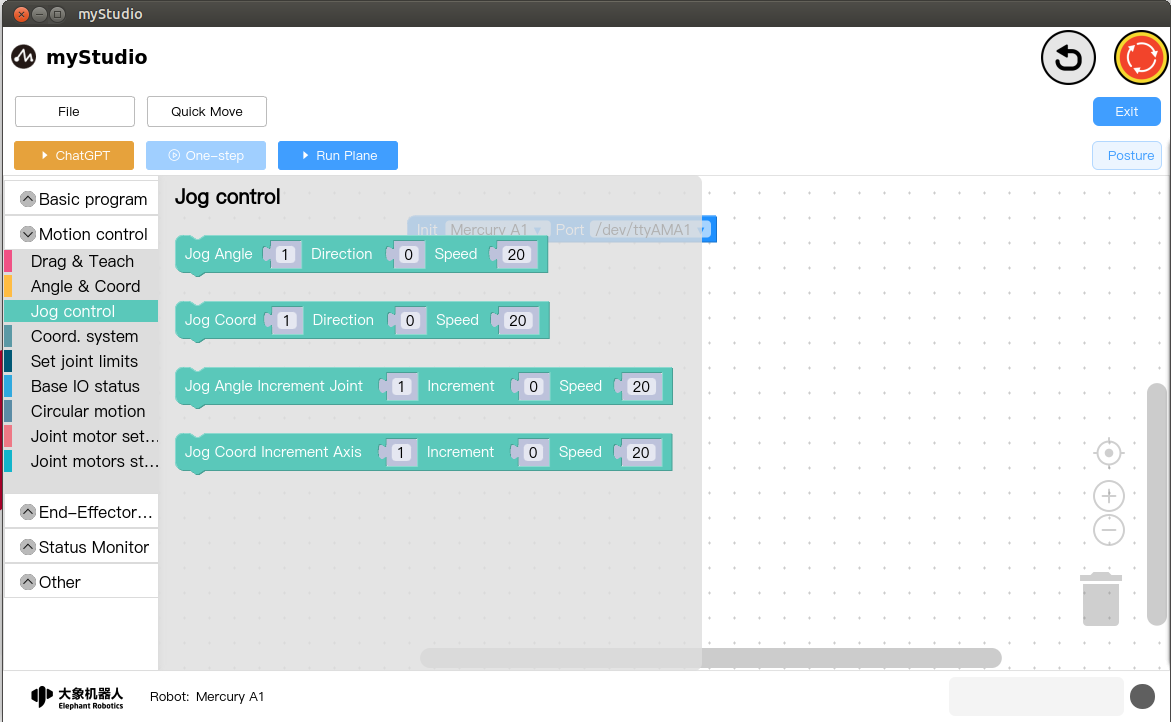 myStudio
myStudio
File
Quick Move
Exit
ChatGPT
One-step
Run Plane
Posture
Basic program
Motion control
Drag & Teach
Angle & Coord
Jog control
Coord. system
Set joint limits
Base IO status
Circular motion
Joint motor set...
Joint motors st...
End-Effector...
Status Monitor
Other
Jog control
Init Mercury A1 Port /dev/ttyAMA1
Jog Angle 1 Direction 0 Speed 20
Jog Coord 1 Direction 0 Speed 20
Jog Angle Increment Joint 1 Increment 0 Speed 20
Jog Coord Increment Axis 1 Increment 0 Speed 20
大象机器人
Elephant Robotics
Robot: Mercury A1